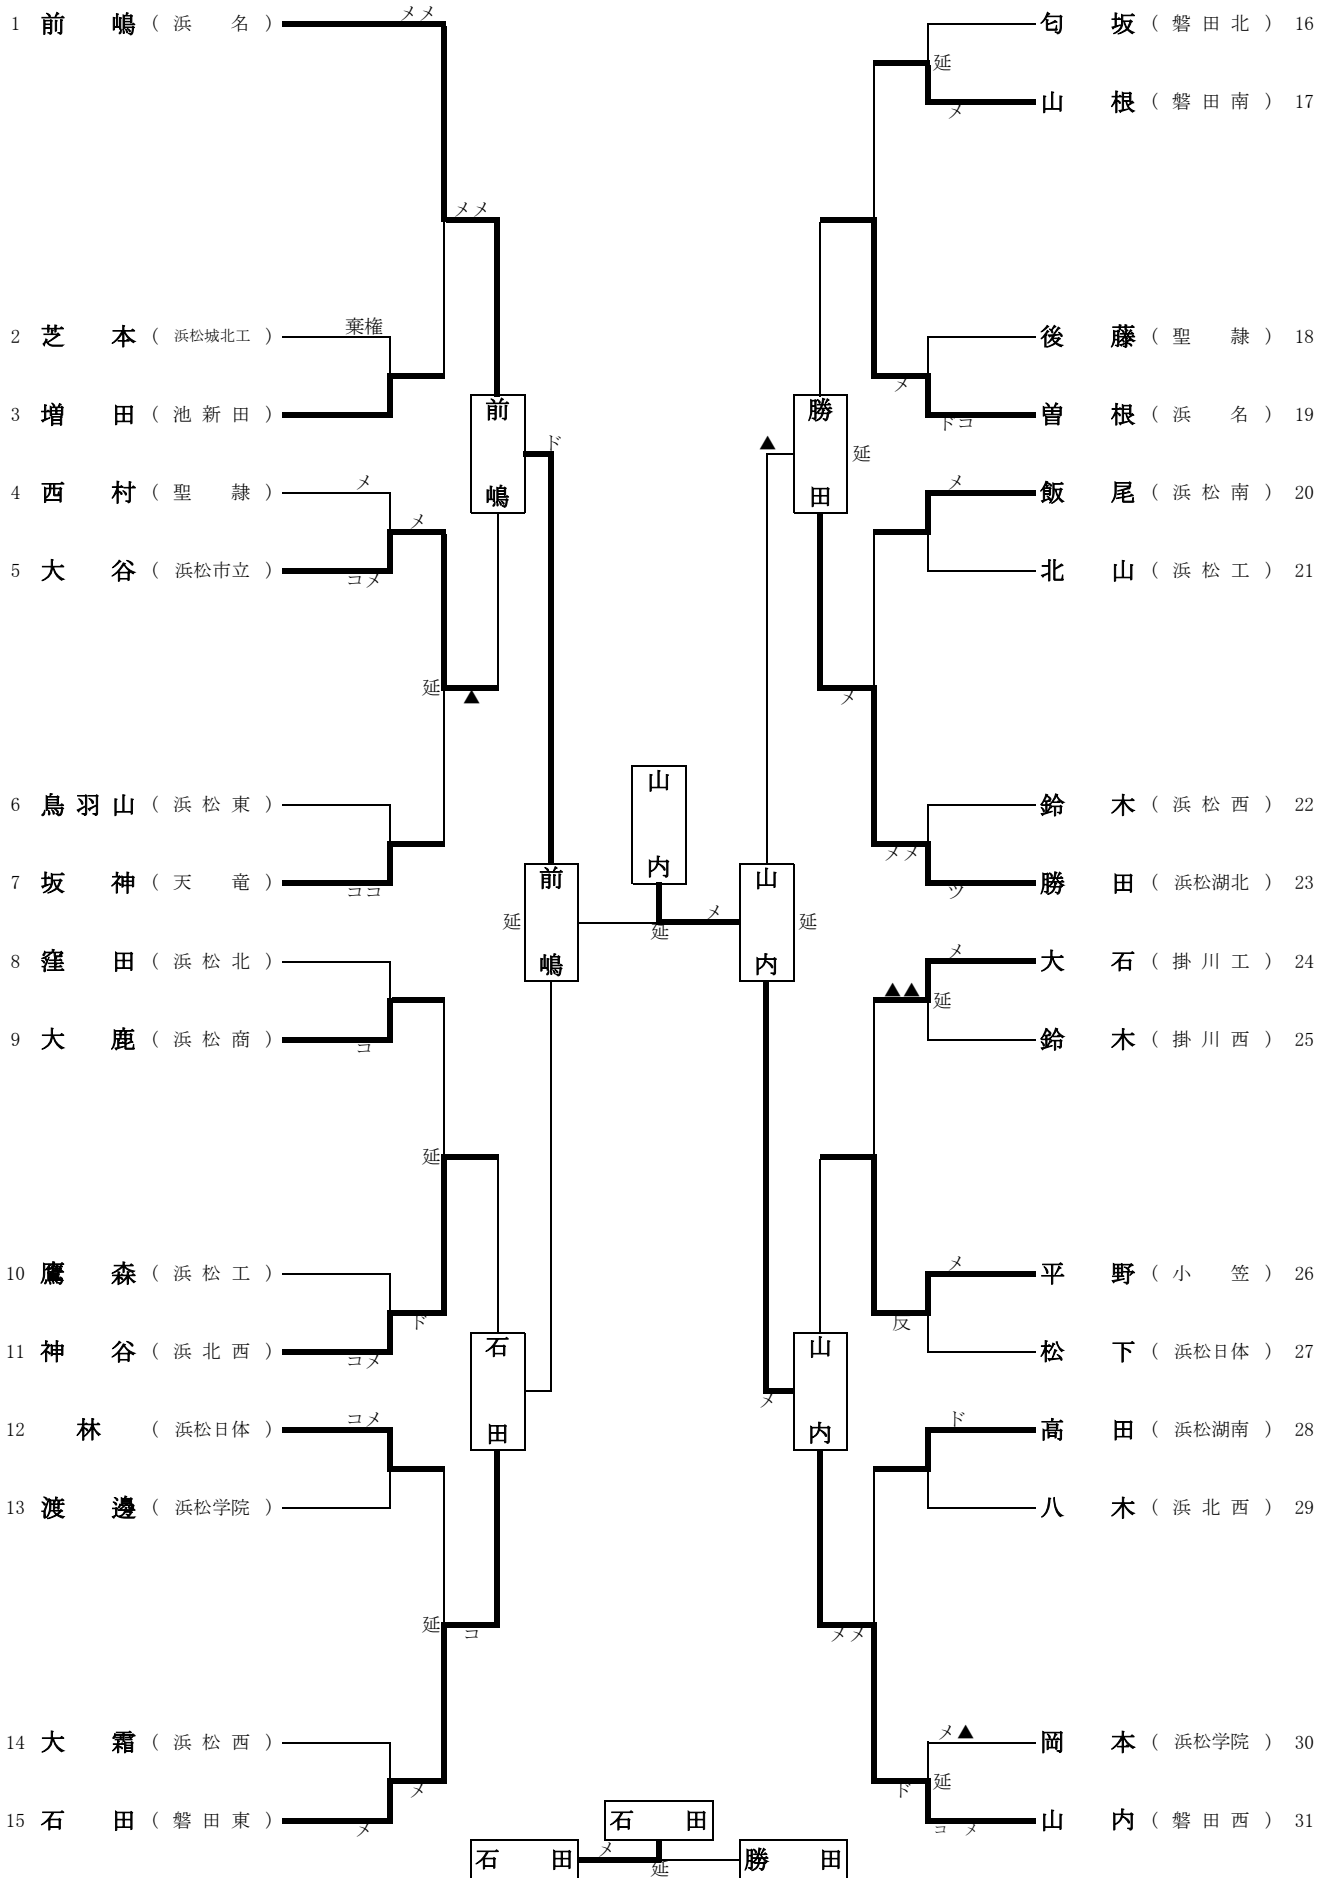 メメ
1 前嶋 (浜名)
匂坂 (磐田北) 16
延
山根 (磐田南) 17
メ
メメ
2 芝本 (浜松城北工) 棄権
後藤 (聖隷) 18
メ
3 増田 (池新田)
曽根 (浜名) 19
ドコ
前嶋
ド
勝田
▲
延
4 西村 (聖隷) メ
メ 飯尾 (浜松南) 20
メ
5 大谷 (浜松市立) コメ
北山 (浜松工) 21
延 ▲
メ
6 鳥羽山 (浜松東)
鈴木 (浜松西) 22
メメ
7 坂神 (天竜) ココ
勝田 (浜松湖北) 23
ツ
山内
前嶋
延
延
メ
山内
延
8 窪田 (浜松北)
メ 大石 (掛川工) 24
▲▲ 延
9 大鹿 (浜松商) コ
鈴木 (掛川西) 25
延
10 鷹森 (浜松工)
メ 平野 (小笠) 26
ド
反
11 神谷 (浜北西) コメ
松下 (浜松日体) 27
石田
山内
メ
12 林 (浜松日体) コメ
ド 高田 (浜松湖南) 28
13 渡邊 (浜松学院)
八木 (浜北西) 29
延 コ
メメ
14 大霜 (浜松西)
メ▲ 岡本 (浜松学院) 30
メ
ド 延
15 石田 (磐田東) メ
コメ 山内 (磐田西) 31
石田
石田 メ 延 勝田